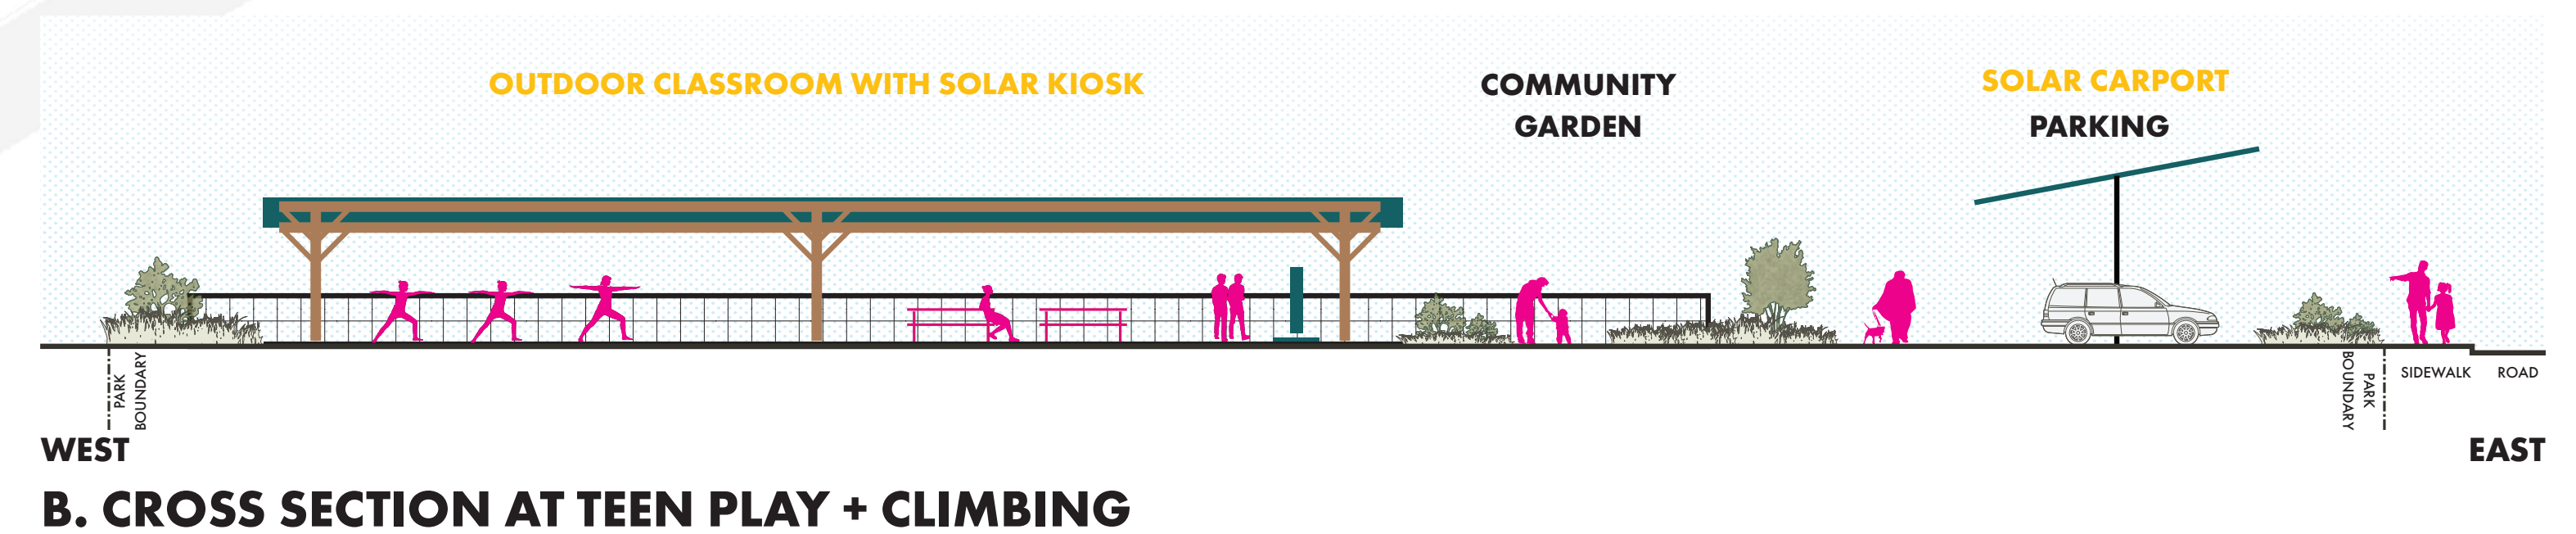 OUTDOOR CLASSROOM WITH SOLAR KIOSK
COMMUNITY
GARDEN
SOLAR CARPORT
PARKING
PARK
BOUNDARY
PARK
BOUNDARY
SIDEWALK
ROAD
WEST
EAST
B. CROSS SECTION AT TEEN PLAY + CLIMBING